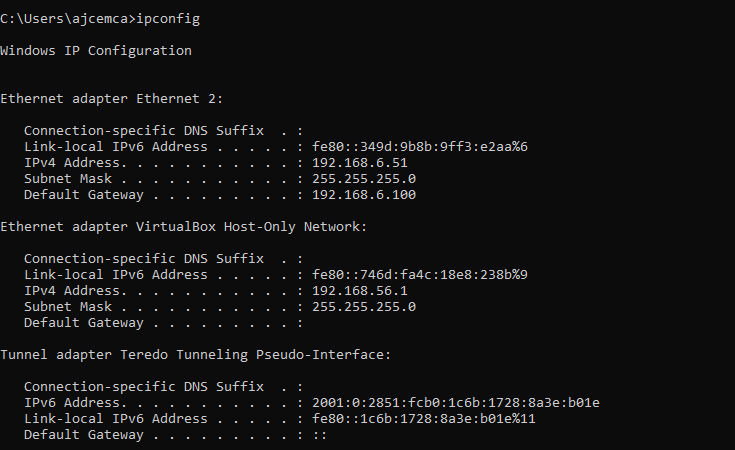 C:\Users\ajcemca>ipconfig
Windows IP Configuration
Ethernet adapter Ethernet 2:
   Connection-specific DNS Suffix  . :
   Link-local IPv6 Address . . . . . : fe80::349d:9b8b:9ff3:e2aa%6
   IPv4 Address. . . . . . . . . . . : 192.168.6.51
   Subnet Mask . . . . . . . . . . . : 255.255.255.0
   Default Gateway . . . . . . . . . : 192.168.6.100
Ethernet adapter VirtualBox Host-Only Network:
   Connection-specific DNS Suffix  . :
   Link-local IPv6 Address . . . . . : fe80::746d:fa4c:18e8:238b%9
   IPv4 Address. . . . . . . . . . . : 192.168.56.1
   Subnet Mask . . . . . . . . . . . : 255.255.255.0
   Default Gateway . . . . . . . . . :
Tunnel adapter Teredo Tunneling Pseudo-Interface:
   Connection-specific DNS Suffix  . :
   IPv6 Address. . . . . . . . . . . : 2001:0:2851:fcb0:1c6b:1728:8a3e:b01e
   Link-local IPv6 Address . . . . . : fe80::1c6b:1728:8a3e:b01e%11
   Default Gateway . . . . . . . . . : ::